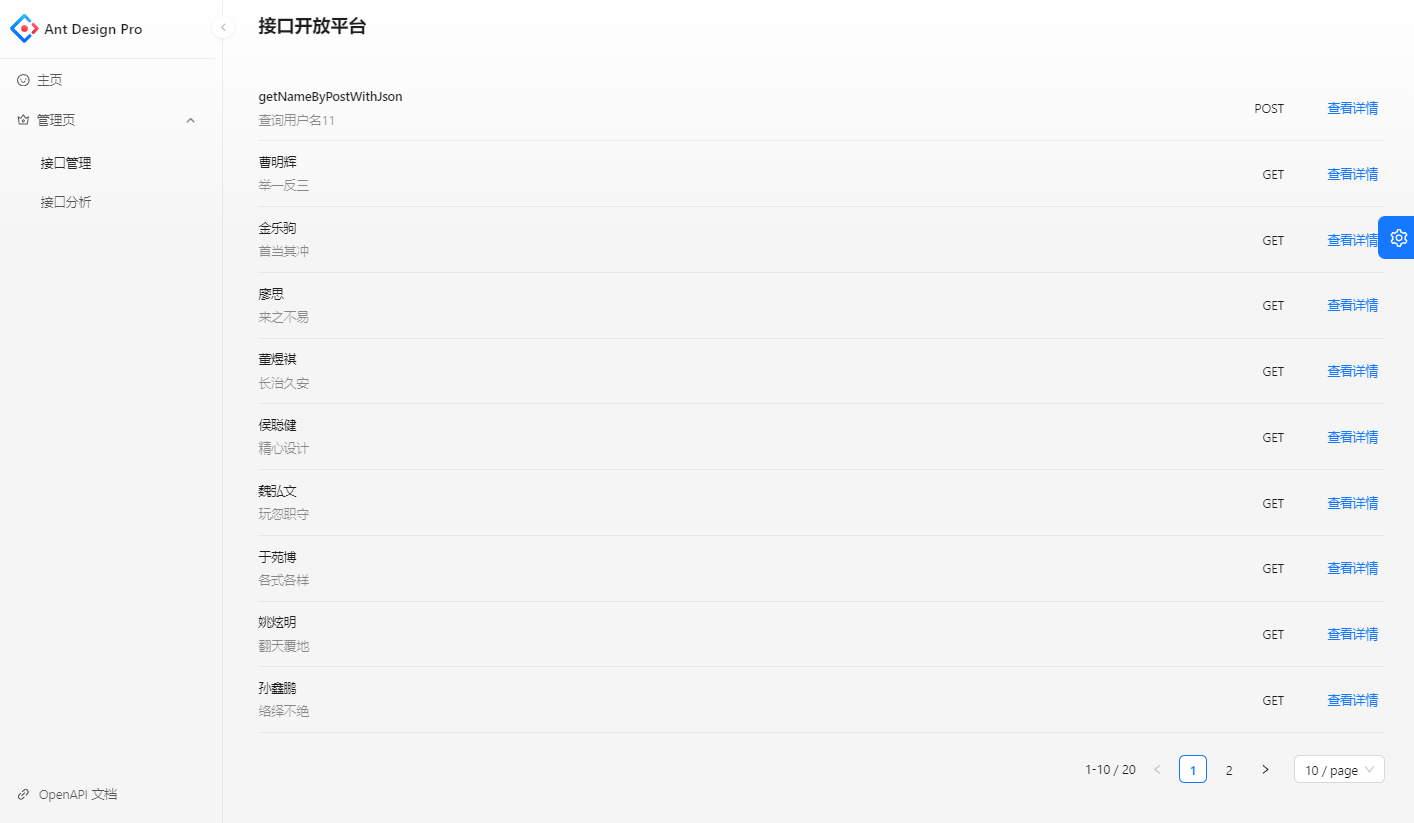 Ant Design Pro
主页
管理页
接口管理
接口分析
OpenAPI 文档
接口开放平台
getNameByPostWithJson
查询用户名11
POST 查看详情
曹明辉
举一反三
GET 查看详情
金乐驹
首当其冲
GET 查看详情
廖思
来之不易
GET 查看详情
董煜祺
长治久安
GET 查看详情
侯聪健
精心设计
GET 查看详情
魏弘文
玩忽职守
GET 查看详情
于苑博
各式各样
GET 查看详情
姚炫明
翻天覆地
GET 查看详情
孙鑫鹏
络绎不绝
GET 查看详情
1-10 / 20 < 1 2 > 10 / page